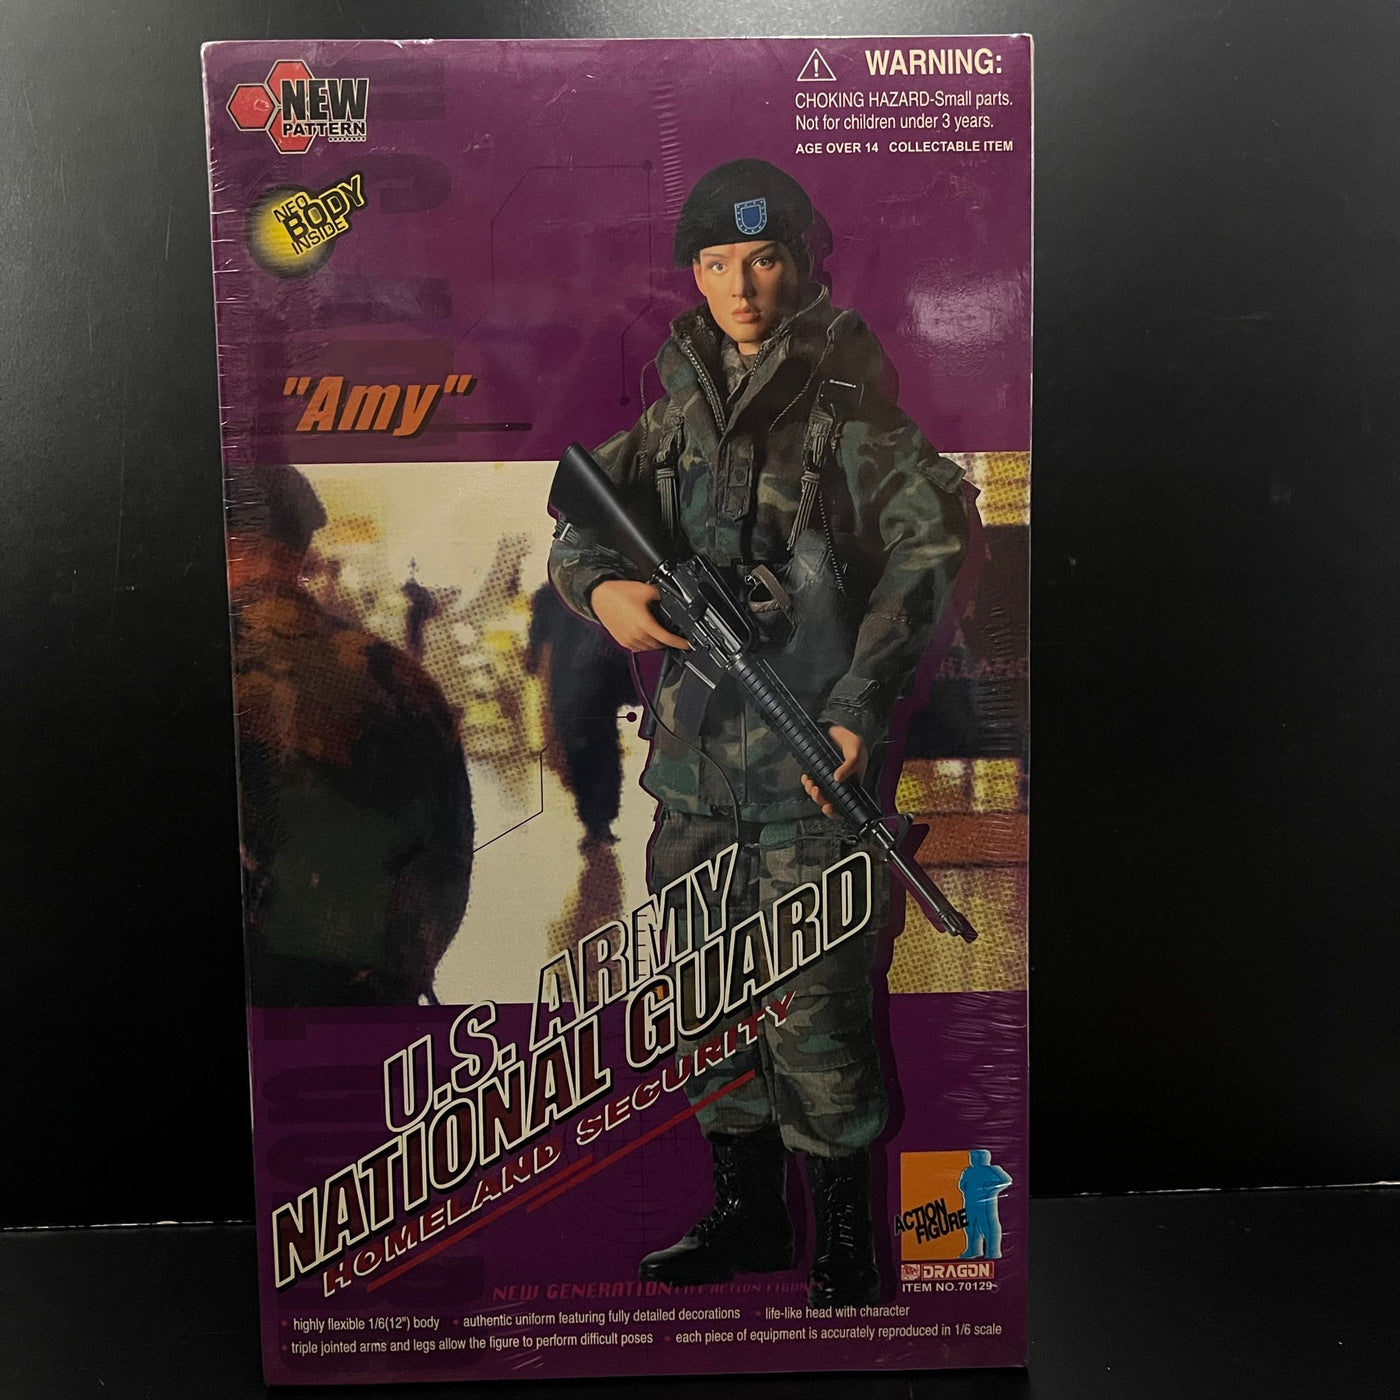 NEW
PATTERN
NEO
BODY
INSIDE
WARNING:
CHOKING HAZARD-Small parts.
Not for children under 3 years.
AGE OVER 14 COLLECTABLE ITEM
"Amy"
U.S. ARMY
NATIONAL GUARD
HOMELAND SECURITY
ACTION
FIGURE
DRAGON
ITEM NO.70129
NEW GENERATION LIFE ACTION FIGURES
highly flexible 1/6(12") body authentic uniform featuring fully detailed decorations life-like head with character
triple jointed arms and legs allow the figure to perform difficult poses each piece of equipment is accurately reproduced in 1/6 scale